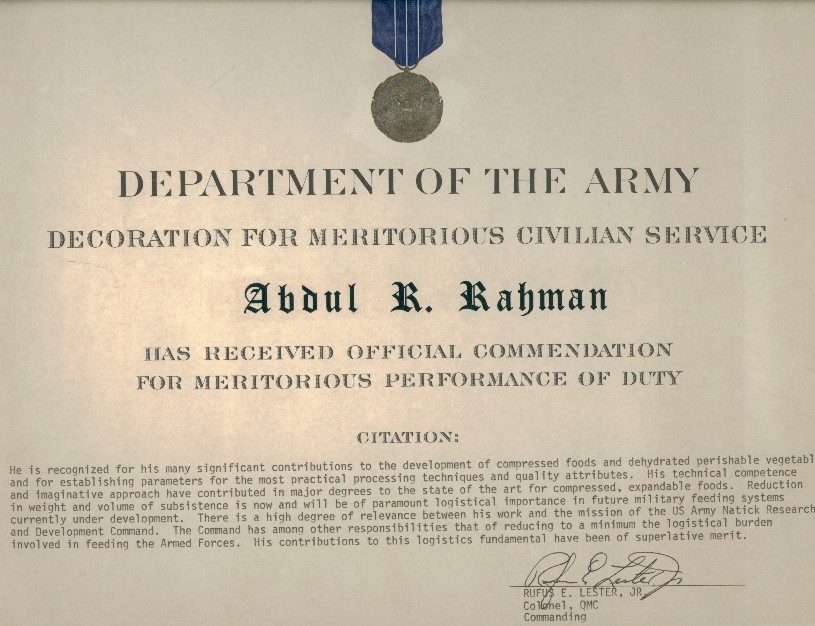 DEPARTMENT OF THE ARMY
DECORATION FOR MERITORIOUS CIVILIAN SERVICE
Abdul R. Rahman
HAS RECEIVED OFFICIAL COMMENDATION
FOR MERITORIOUS PERFORMANCE OF DUTY
CITATION:
He is recognized for his many significant contributions to the development of compressed foods and dehydrated perishable vegetabl
and for establishing parameters for the most practical processing techniques and quality attributes. His technical competence
and imaginative approach have contributed in major degrees to the state of the art for compressed, expandable foods. Reduction
in weight and volume of subsistence is now and will be of paramount logistical importance in future military feeding systems
currently under development. There is a high degree of relevance between his work and the mission of the US Army Natick Research
and Development Command. The Command has among other responsibilities that of reducing to a minimum the logistical burden
involved in feeding the Armed Forces. His contributions to this logistics fundamental have been of superlative merit.
Rufus E. Lester Jr
RUFUS E. LESTER, JR.
Colonel, QMC
Commanding